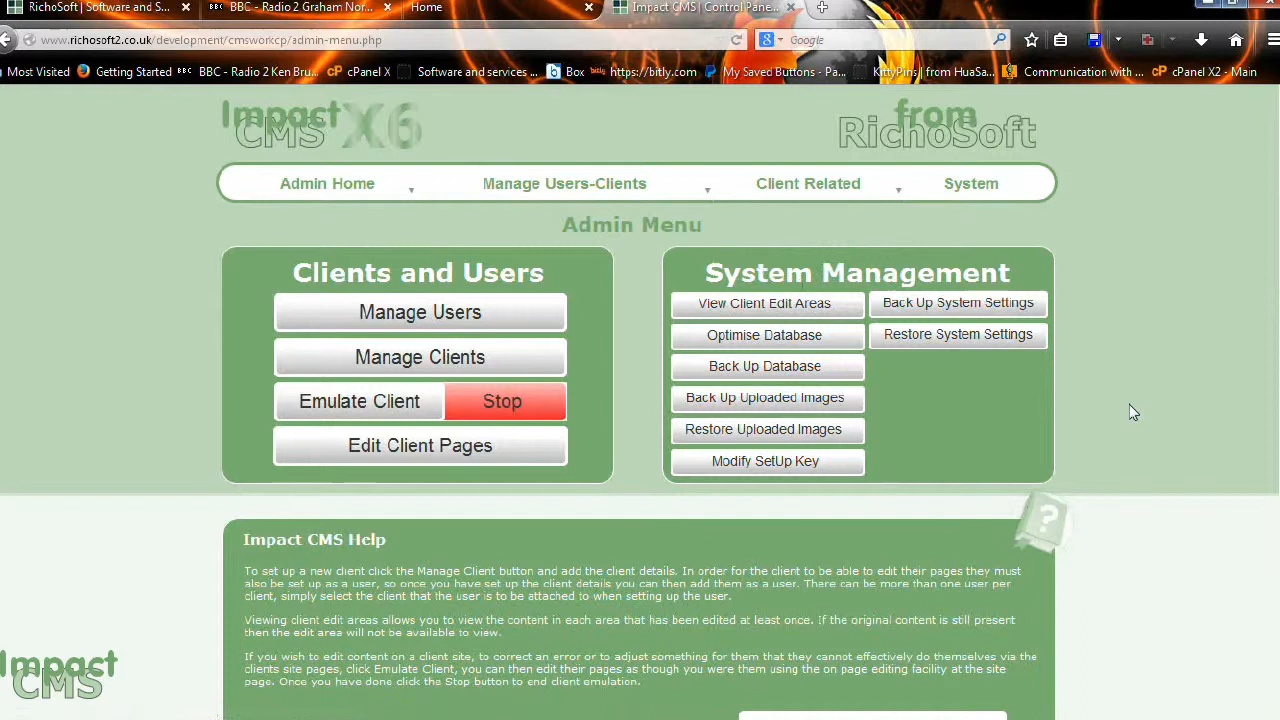 RichoSoft | Software and S...
BBC - Radio 2 Graham Nor...
Home
Impact CMS | Control Pane...
www.richosoft2.co.uk/development/cmsworkcp/admin-menu.php
Google
Most Visited
Getting Started
BBC - Radio 2 Ken Bru...
cPanel X
Software and services ...
Box
https://bitly.com
My Saved Buttons - Pa...
KittyPins | from HuaSa...
Communication with ...
cPanel X2 - Main
Impact
CMS X6
from
RichoSoft
Admin Home
Manage Users-Clients
Client Related
System
Admin Menu
Clients and Users
Manage Users
Manage Clients
Emulate Client
Stop
Edit Client Pages
System Management
View Client Edit Areas
Back Up System Settings
Optimise Database
Restore System Settings
Back Up Database
Back Up Uploaded Images
Restore Uploaded Images
Modify SetUp Key
Impact CMS Help
To set up a new client click the Manage Client button and add the client details. In order for the client to be able to edit their pages they must
also be set up as a user, so once you have set up the client details you can then add them as a user. There can be more than one user per
client, simply select the client that the user is to be attached to when setting up the user.
Viewing client edit areas allows you to view the content in each area that has been edited at least once. If the original content is still present
then the edit area will not be available to view.
If you wish to edit content on a client site, to correct an error or to adjust something for them that they cannot effectively do themselves via the
clients site pages, click Emulate Client, you can then edit their pages as though you were them using the on page editing facility at the site
page. Once you have done click the Stop button to end client emulation.
Impact
CMS